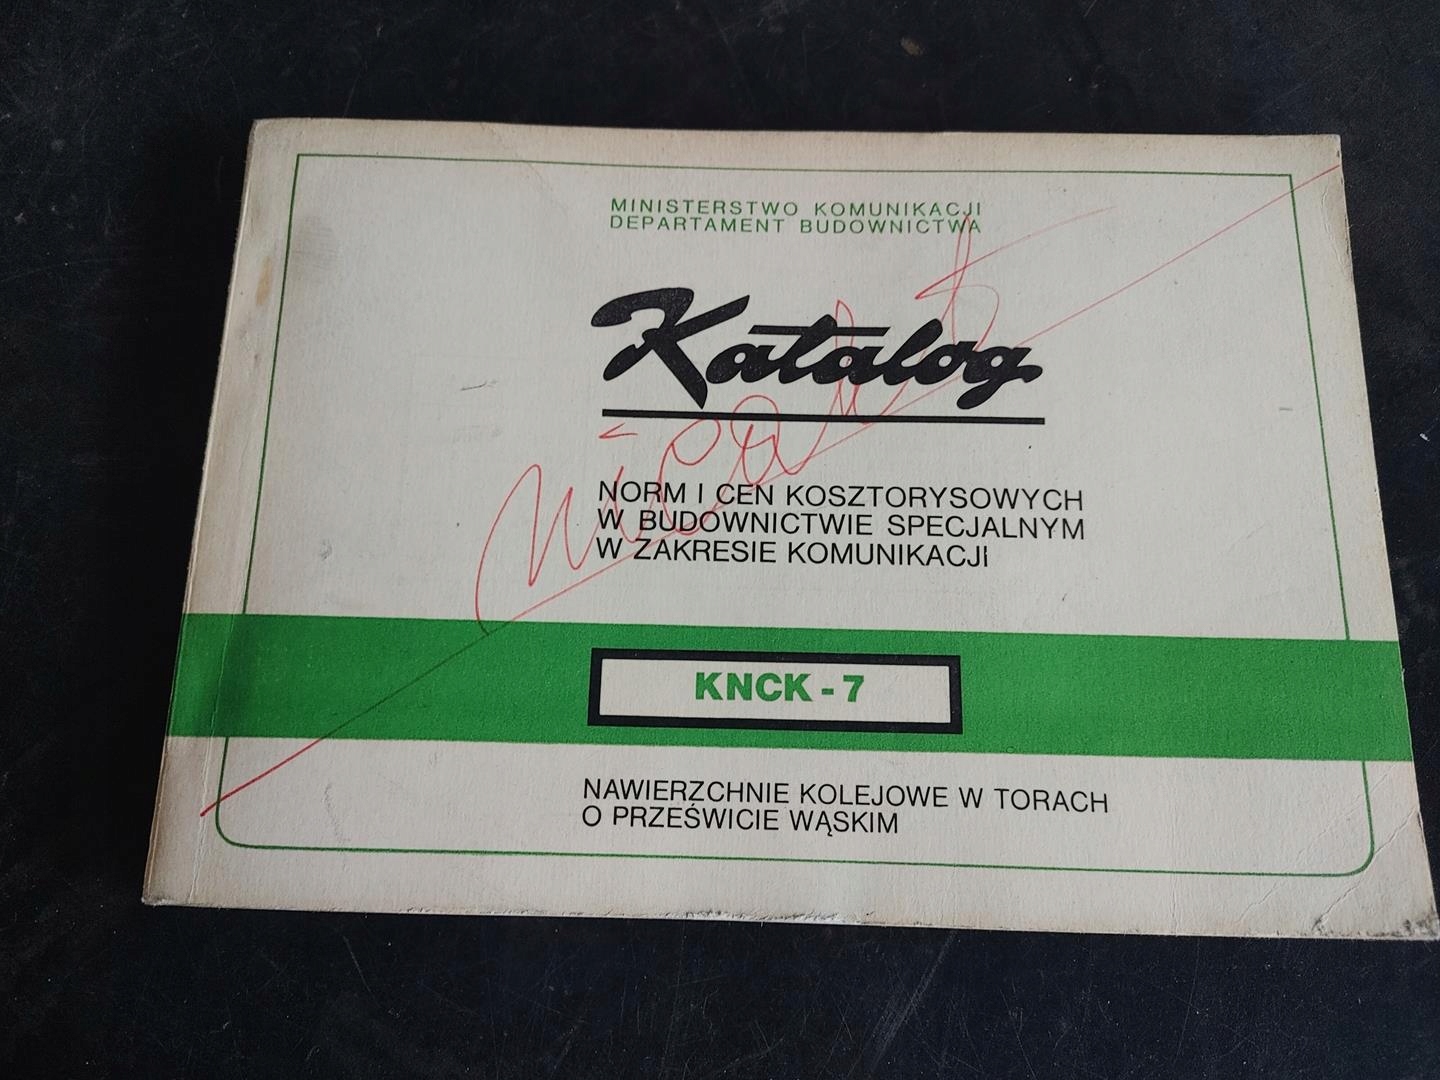 MINISTERSTWO KOMUNIKACJI
DEPARTAMENT BUDOWNICTWA
Katalog
NORM I CEN KOSZTORYSOWYCH
W BUDOWNICTWIE SPECJALNYM
W ZAKRESIE KOMUNIKACJI
KNCK - 7
NAWIERZCHNIE KOLEJOWE W TORACH
O PRZEŚWICIE WĄSKIM